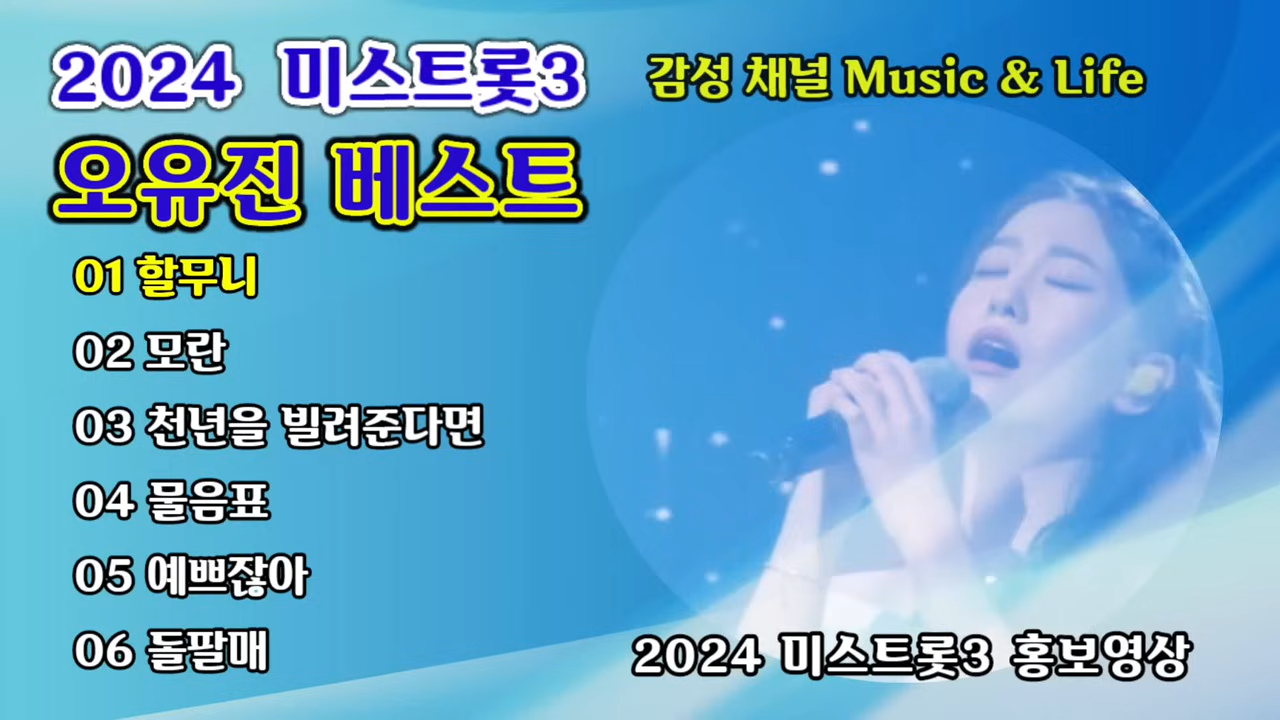 2024 미스트롯3
감성 채널 Music & Life
오유진 베스트
01 할무니
02 모란
03 천년을 빌려준다면
04 물음표
05 예쁘잖아
06 돌팔매
2024 미스트롯3 홍보영상